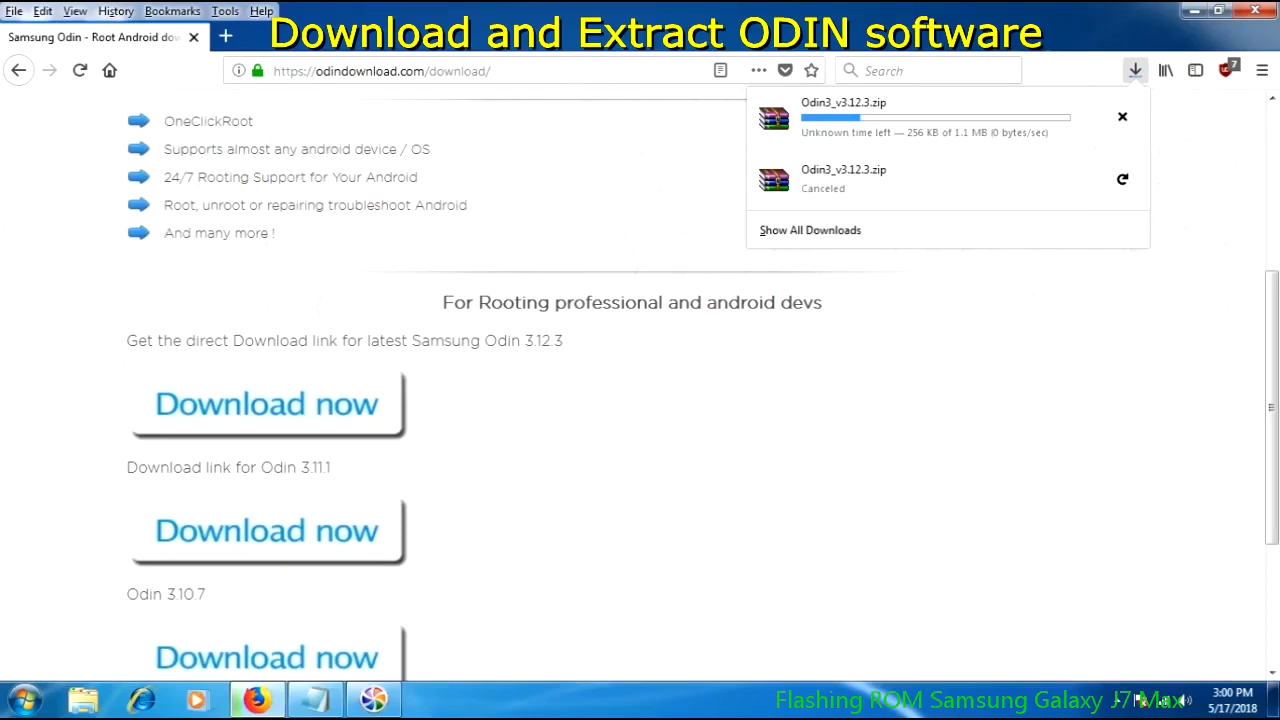 File Edit View History Bookmarks Tools Help
Download and Extract ODIN software
Samsung Odin - Root Android dov
https://odindownload.com/download/
Search
7
Odin3_v3.12.3.zip
Unknown time left — 256 KB of 1.1 MB (0 bytes/sec)
Odin3_v3.12.3.zip
Canceled
Show All Downloads
OneClickRoot
Supports almost any android device / OS
24/7 Rooting Support for Your Android
Root, unroot or repairing troubleshoot Android
And many more !
For Rooting professional and android devs
Get the direct Download link for latest Samsung Odin 3.12.3
Download now
Download link for Odin 3.11.1
Download now
Odin 3.10.7
Download now
Flashing ROM Samsung Galaxy J7 Max
3:00 PM
5/17/2018